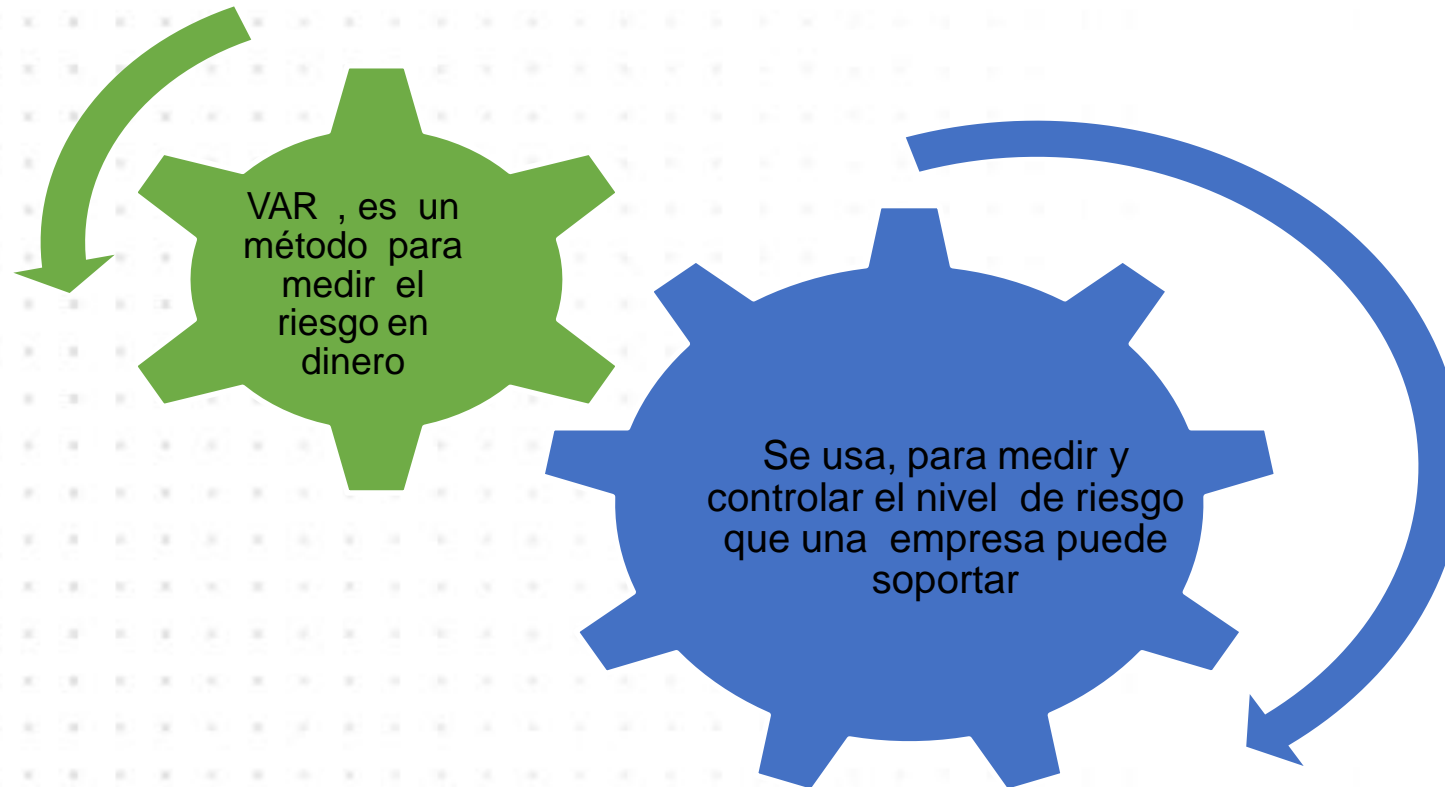 VAR , es un
método para
medir el
riesgo en
dinero
Se usa, para medir y
controlar el nivel de riesgo
que una empresa puede
soportar